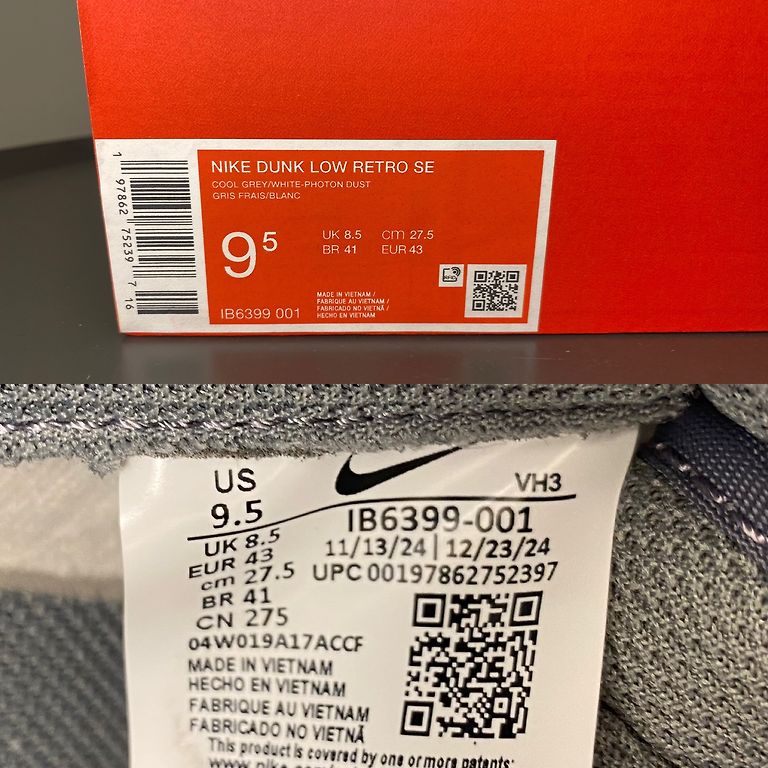 1 97862 75239 7 16
NIKE DUNK LOW RETRO SE
COOL GREY/WHITE-PHOTON DUST
GRIS FRAIS/BLANC
9 5
UK 8.5 cm 27.5
BR 41 EUR 43
RFID
IB6399 001
MADE IN VIETNAM /
FABRIQUE AU VIETNAM /
FABRICADO NO VIETNÃ /
HECHO EN VIETNAM
US
9.5
VH3
IB6399-001
11/13/24 | 12/23/24
UPC 00197862752397
UK 8.5
EUR 43
cm 27.5
BR 41
CN 275
04W019A17ACCF
MADE IN VIETNAM
HECHO EN VIETNAM
FABRIQUE AU VIETNAM
FABRICADO NO VIETNÃ
This product is covered by one or more patents: